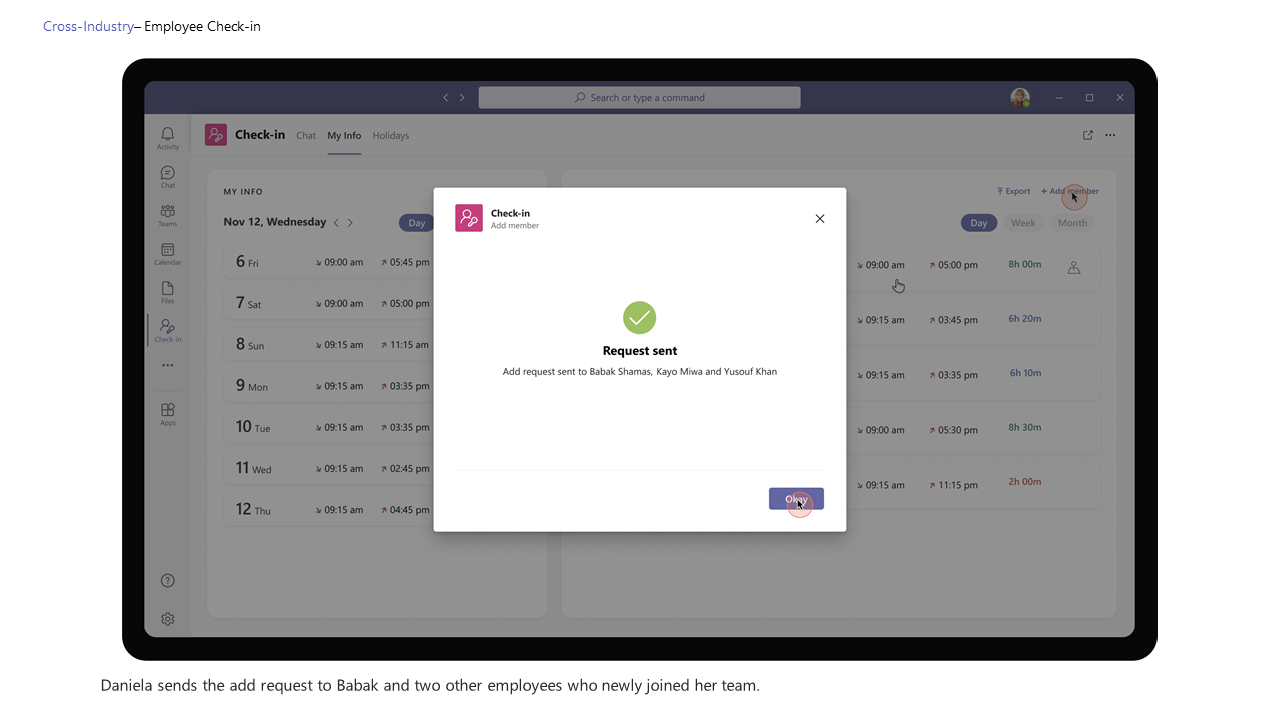 Cross-Industry– Employee Check-in
Search or type a command
Activity
Chat
Teams
Calendar
Files
Check-in
Apps
Check-in Chat My Info Holidays
MY INFO
Nov 12, Wednesday
Day
6 Fri 09:00 am 05:45 pm
7 Sat 09:00 am 05:00 pm
8 Sun 09:15 am 11:15 am
9 Mon 09:15 am 03:35 pm
10 Tue 09:15 am 03:35 pm
11 Wed 09:15 am 02:45 pm
12 Thu 09:15 am 04:45 pm
Export + Add member
Day Week Month
09:00 am 05:00 pm 8h 00m
09:15 am 03:45 pm 6h 20m
09:15 am 03:35 pm 6h 10m
09:00 am 05:30 pm 8h 30m
09:15 am 11:15 pm 2h 00m
Check-in
Add member
Request sent
Add request sent to Babak Shamas, Kayo Miwa and Yusouf Khan
Okay
Daniela sends the add request to Babak and two other employees who newly joined her team.